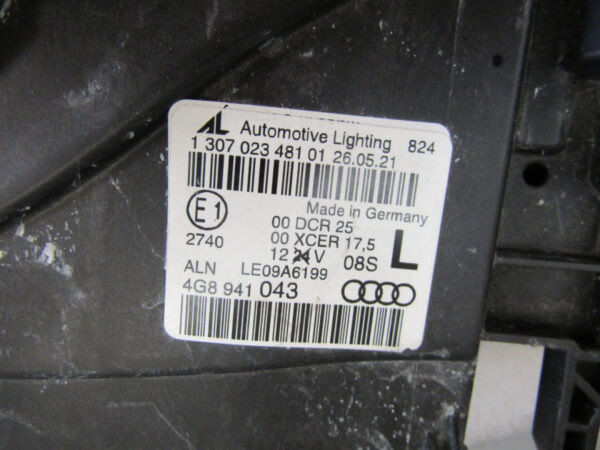 AL Automotive Lighting 824
1 307 023 481 01 26.05.21
Made in Germany
E1 00 DCR 25
2740 00 XCER 17,5
12 24 V 08S L
ALN LE09A6199
4G8 941 043